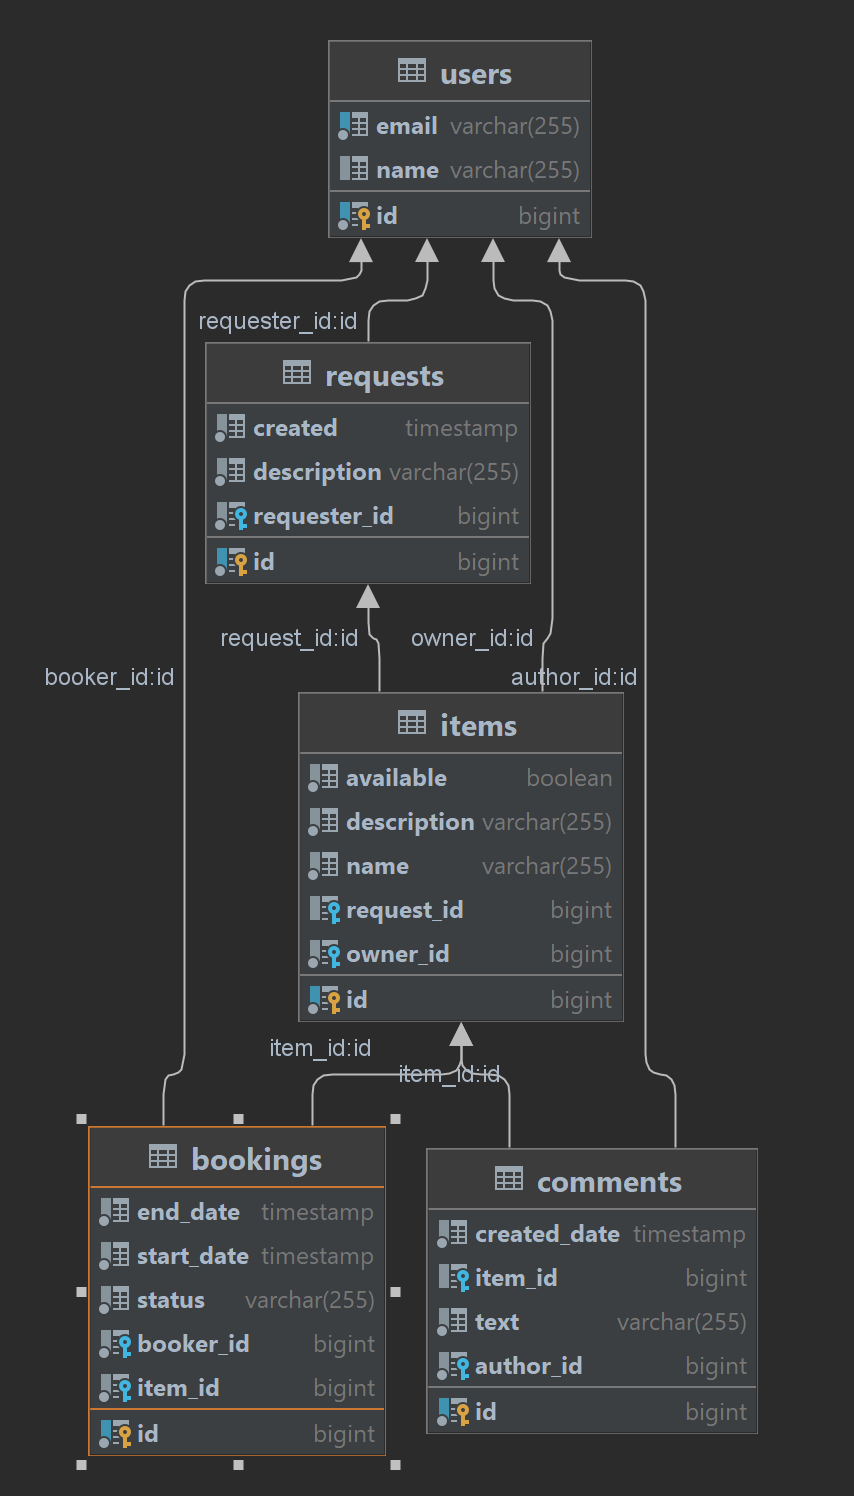 users
email varchar(255)
name varchar(255)
id bigint
requester_id:id
requests
created timestamp
description varchar(255)
requester_id bigint
id bigint
request_id:id
owner_id:id
booker_id:id
author_id:id
items
available boolean
description varchar(255)
name varchar(255)
request_id bigint
owner_id bigint
id bigint
item_id:id
item_id:id
bookings
end_date timestamp
start_date timestamp
status varchar(255)
booker_id bigint
item_id bigint
id bigint
comments
created_date timestamp
item_id bigint
text varchar(255)
author_id bigint
id bigint